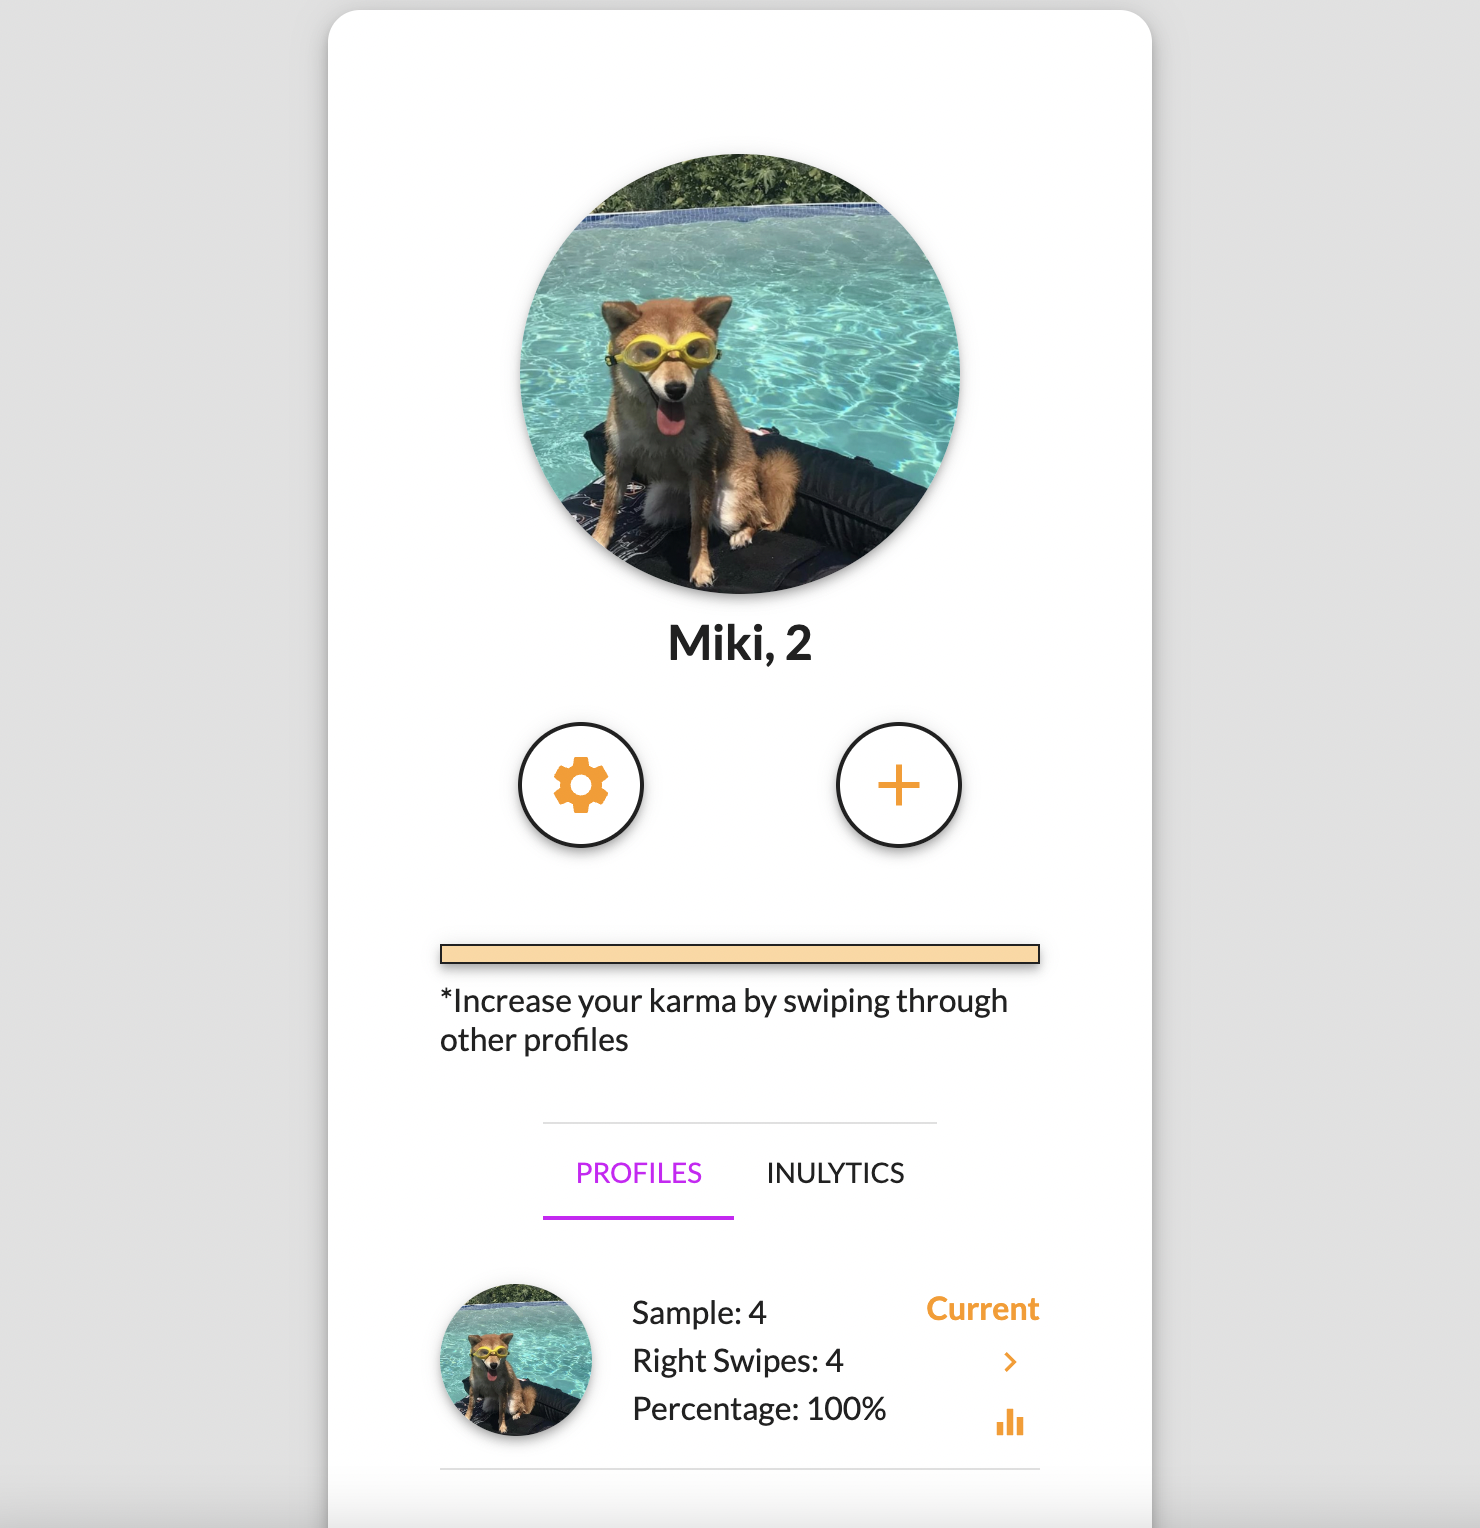 Miki, 2
*Increase your karma by swiping through
other profiles
PROFILES INULYTICS
Sample: 4
Current
Right Swipes: 4
Percentage: 100%